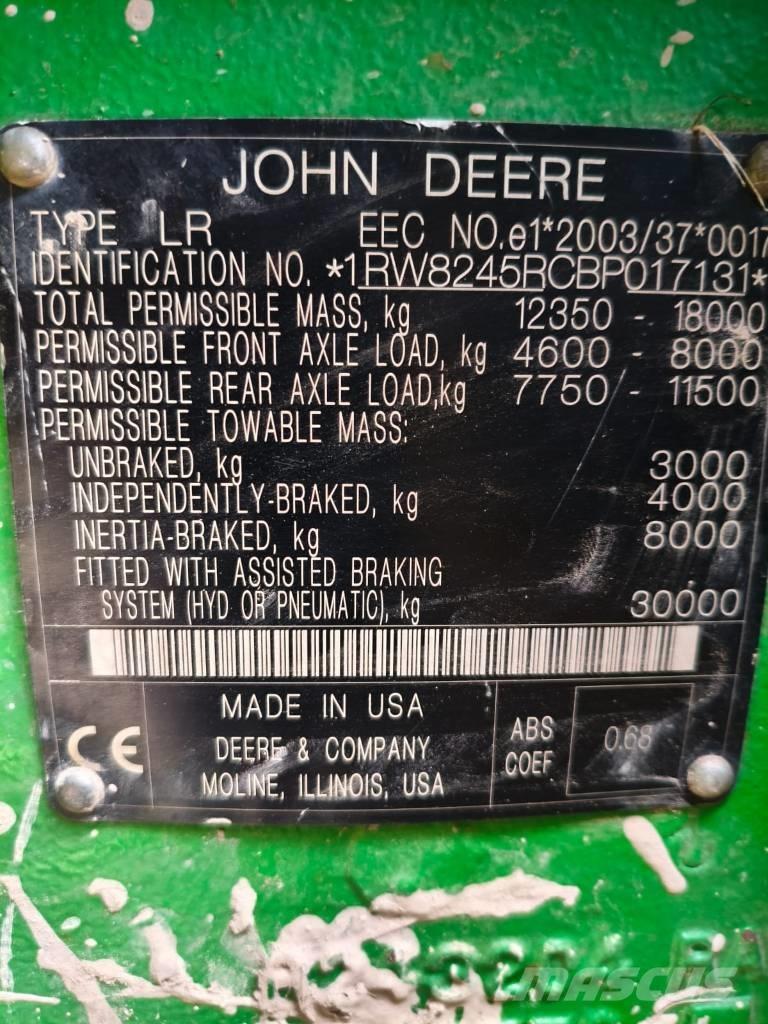 JOHN DEERE
TYPE LR EEC NO.e1*2003/37*0017
IDENTIFICATION NO. *1RW8245RCBP017131*
TOTAL PERMISSIBLE MASS, kg 12350 - 18000
PERMISSIBLE FRONT AXLE LOAD, kg 4600 - 8000
PERMISSIBLE REAR AXLE LOAD,kg 7750 - 11500
PERMISSIBLE TOWABLE MASS:
UNBRAKED, kg 3000
INDEPENDENTLY-BRAKED, kg 4000
INERTIA-BRAKED, kg 8000
FITTED WITH ASSISTED BRAKING
SYSTEM (HYD OR PNEUMATIC), kg 30000
CE MADE IN USA
DEERE & COMPANY
MOLINE, ILLINOIS, USA
ABS
COEF
0.68
MASCUS